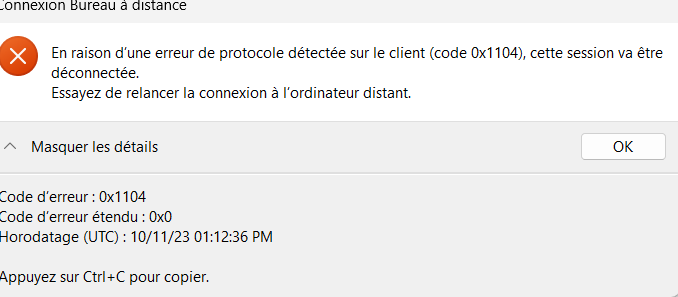 Connexion Bureau à distance
En raison d'une erreur de protocole détectée sur le client (code 0x1104), cette session va être
déconnectée.
Essayez de relancer la connexion à l'ordinateur distant.
Masquer les détails
OK
Code d'erreur : 0x1104
Code d'erreur étendu : 0x0
Horodatage (UTC) : 10/11/23 01:12:36 PM
Appuyez sur Ctrl+C pour copier.